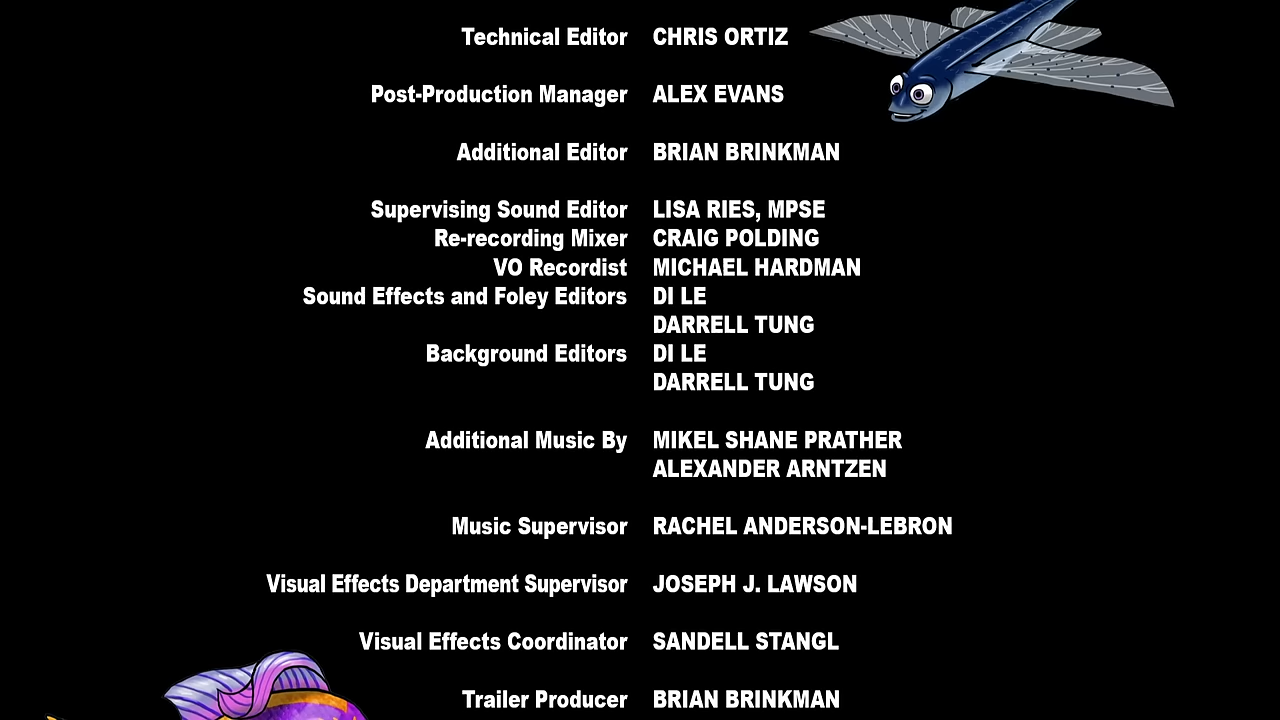 Technical Editor CHRIS ORTIZ
Post-Production Manager ALEX EVANS
Additional Editor BRIAN BRINKMAN
Supervising Sound Editor LISA RIES, MPSE
Re-recording Mixer CRAIG POLDING
VO Recordist MICHAEL HARDMAN
Sound Effects and Foley Editors DI LE
DARRELL TUNG
Background Editors DI LE
DARRELL TUNG
Additional Music By MIKEL SHANE PRATHER
ALEXANDER ARNTZEN
Music Supervisor RACHEL ANDERSON-LEBRON
Visual Effects Department Supervisor JOSEPH J. LAWSON
Visual Effects Coordinator SANDELL STANGL
Trailer Producer BRIAN BRINKMAN